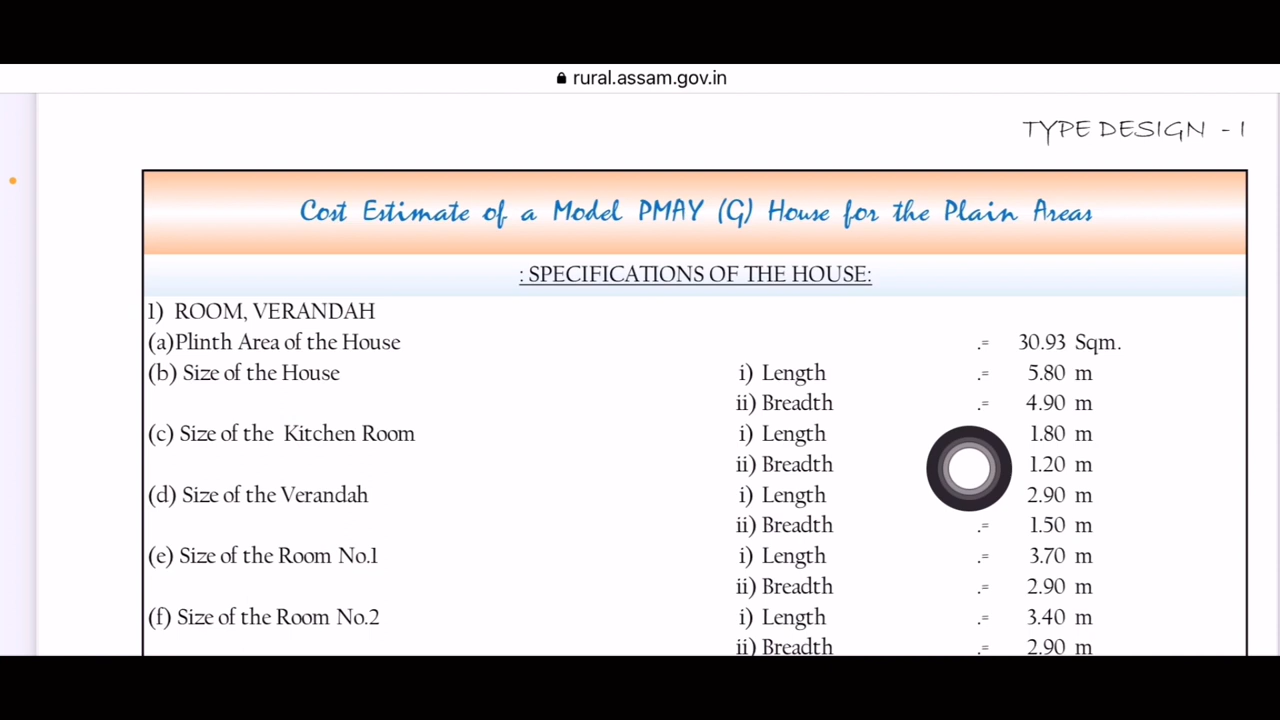 rural.assam.gov.in
TYPE DESIGN - 1
Cost Estimate of a Model PMAY (G) House for the Plain Areas
: SPECIFICATIONS OF THE HOUSE:
1) ROOM, VERANDAH
(a)Plinth Area of the House .= 30.93 Sqm.
(b) Size of the House i) Length .= 5.80 m
ii) Breadth .= 4.90 m
(c) Size of the Kitchen Room i) Length 1.80 m
ii) Breadth 1.20 m
(d) Size of the Verandah i) Length 2.90 m
ii) Breadth .= 1.50 m
(e) Size of the Room No.1 i) Length .= 3.70 m
ii) Breadth .= 2.90 m
(f) Size of the Room No.2 i) Length .= 3.40 m
ii) Breadth .= 2.90 m